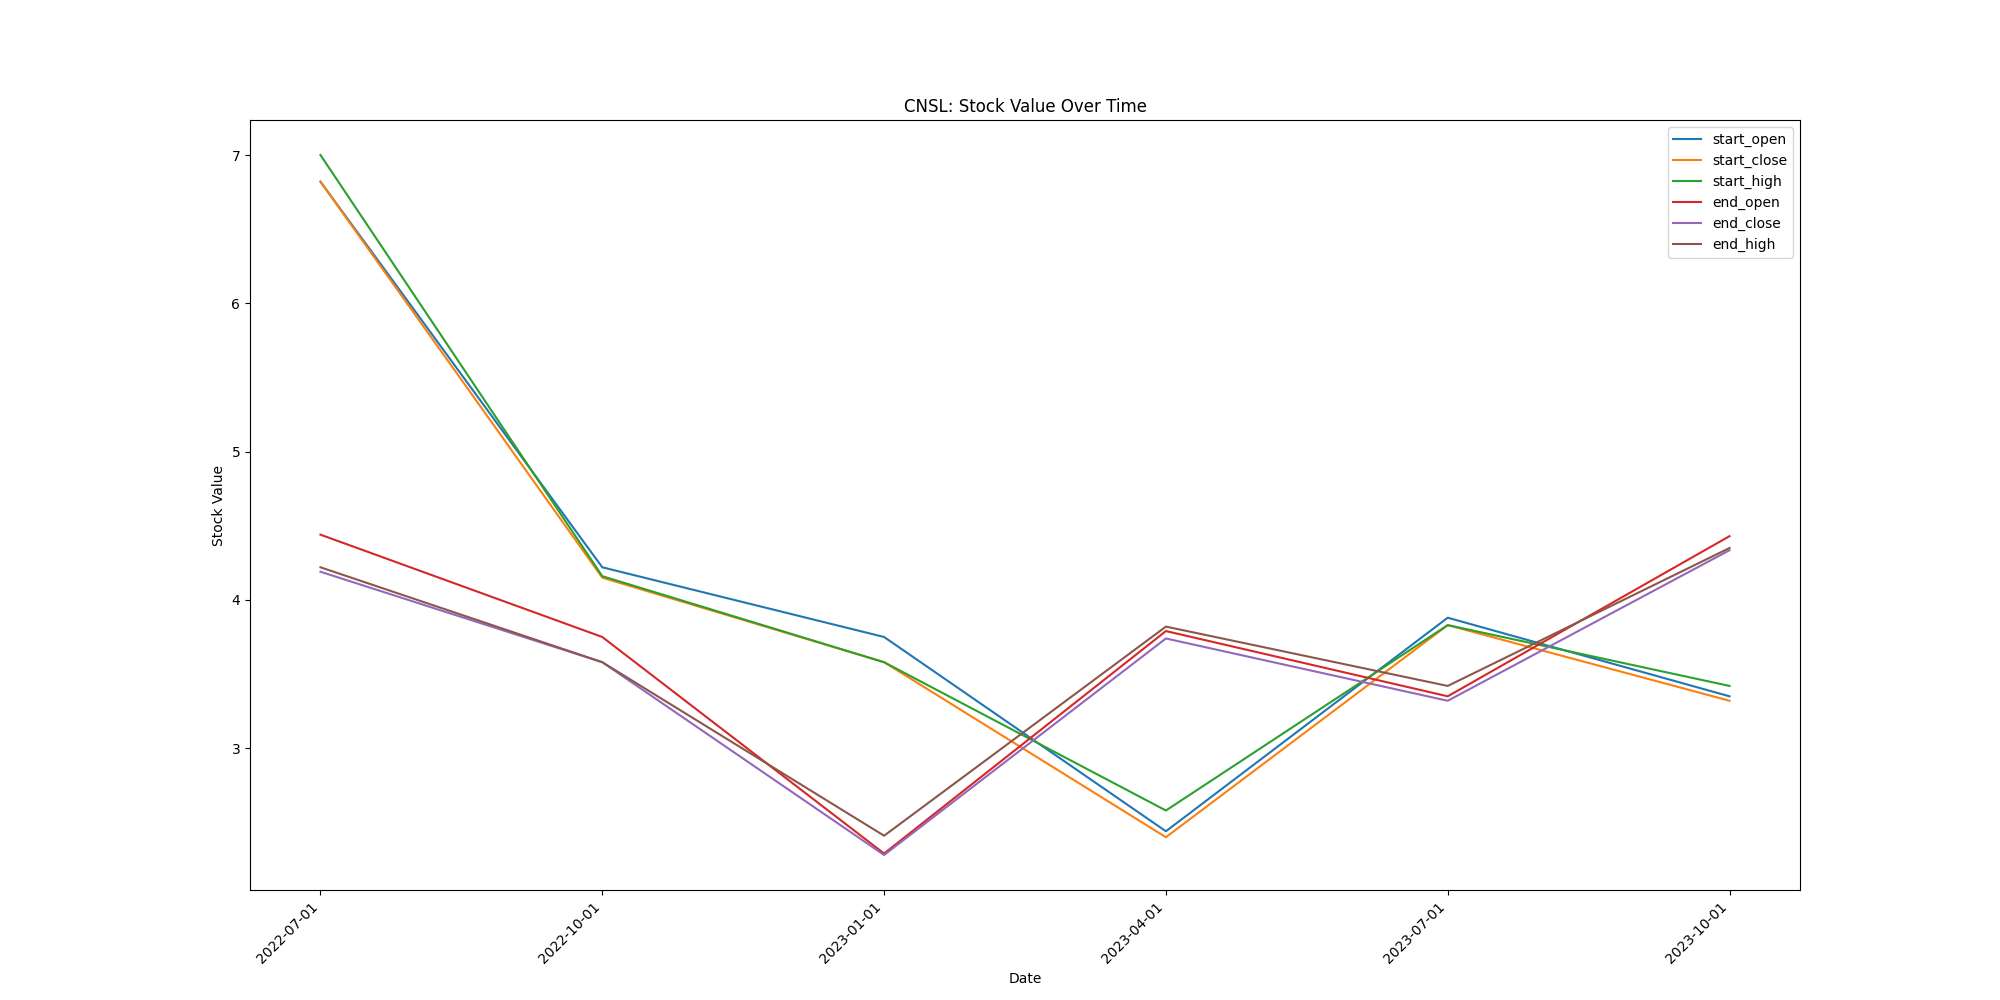 CNSL: Stock Value Over Time
start_open
start_close
start_high
end_open
end_close
end_high
Stock Value
7
6
5
4
3
2022-07-01
2022-10-01
2023-01-01
2023-04-01
2023-07-01
2023-10-01
Date